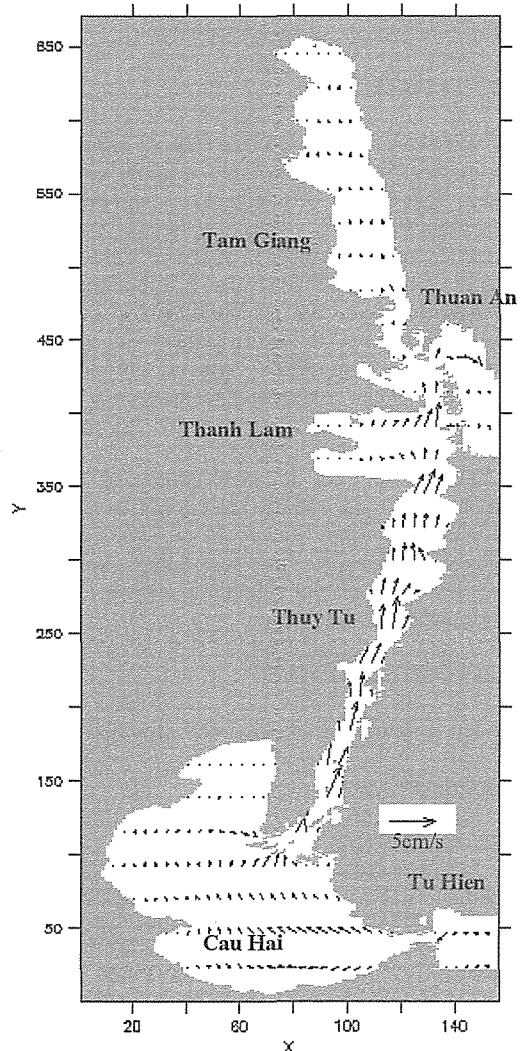 650
550
450
350
250
150
50
Y
Tam Giang
Thuan An
Thanh Lam
Thuy Tu
5cm/s
Tu Hien
Cau Hai
20
60
100
140
X